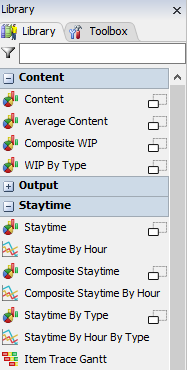 Library
Library Toolbox
Content
Content
Average Content
Composite WIP
WIP By Type
Output
Staytime
Staytime
Staytime By Hour
Composite Staytime
Composite Staytime By Hour
Staytime By Type
Staytime By Hour By Type
Item Trace Gantt